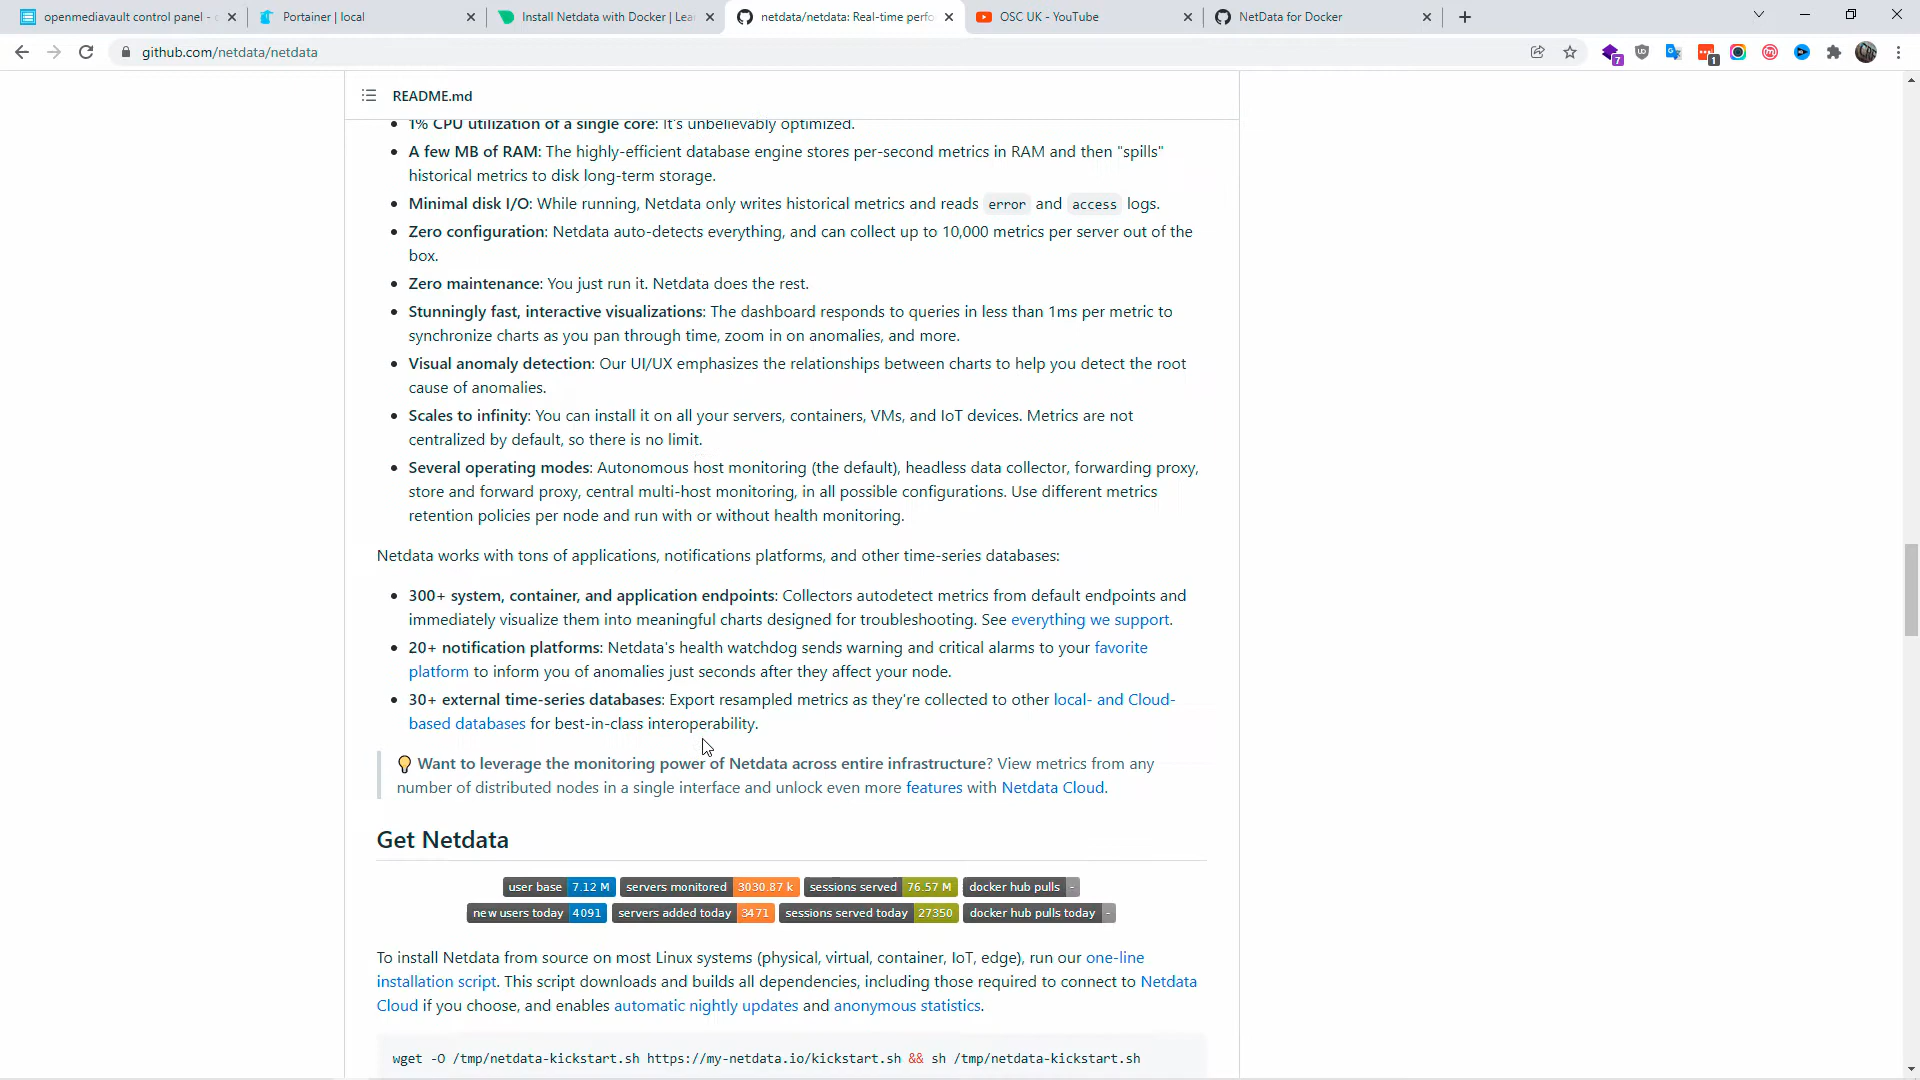 openmediavault control panel - 
Portainer | local
Install Netdata with Docker | Lea
netdata/netdata: Real-time perfo
OSC UK - YouTube
NetData for Docker
github.com/netdata/netdata
7
1
README.md
1% CPU utilization of a single core: It's unbelievably optimized.
A few MB of RAM: The highly-efficient database engine stores per-second metrics in RAM and then "spills"
historical metrics to disk long-term storage.
Minimal disk I/O: While running, Netdata only writes historical metrics and reads error and access logs.
Zero configuration: Netdata auto-detects everything, and can collect up to 10,000 metrics per server out of the
box.
Zero maintenance: You just run it. Netdata does the rest.
Stunningly fast, interactive visualizations: The dashboard responds to queries in less than 1ms per metric to
synchronize charts as you pan through time, zoom in on anomalies, and more.
Visual anomaly detection: Our UI/UX emphasizes the relationships between charts to help you detect the root
cause of anomalies.
Scales to infinity: You can install it on all your servers, containers, VMs, and IoT devices. Metrics are not
centralized by default, so there is no limit.
Several operating modes: Autonomous host monitoring (the default), headless data collector, forwarding proxy,
store and forward proxy, central multi-host monitoring, in all possible configurations. Use different metrics
retention policies per node and run with or without health monitoring.
Netdata works with tons of applications, notifications platforms, and other time-series databases:
300+ system, container, and application endpoints: Collectors autodetect metrics from default endpoints and
immediately visualize them into meaningful charts designed for troubleshooting. See everything we support.
20+ notification platforms: Netdata's health watchdog sends warning and critical alarms to your favorite
platform to inform you of anomalies just seconds after they affect your node.
30+ external time-series databases: Export resampled metrics as they're collected to other local- and Cloud-
based databases for best-in-class interoperability.
Want to leverage the monitoring power of Netdata across entire infrastructure? View metrics from any
number of distributed nodes in a single interface and unlock even more features with Netdata Cloud.
Get Netdata
user base 7.12 M servers monitored 3030.87 k sessions served 76.57 M docker hub pulls -
new users today 4091 servers added today 3471 sessions served today 27350 docker hub pulls today -
To install Netdata from source on most Linux systems (physical, virtual, container, IoT, edge), run our one-line
installation script. This script downloads and builds all dependencies, including those required to connect to Netdata
Cloud if you choose, and enables automatic nightly updates and anonymous statistics.
wget -O /tmp/netdata-kickstart.sh https://my-netdata.io/kickstart.sh && sh /tmp/netdata-kickstart.sh